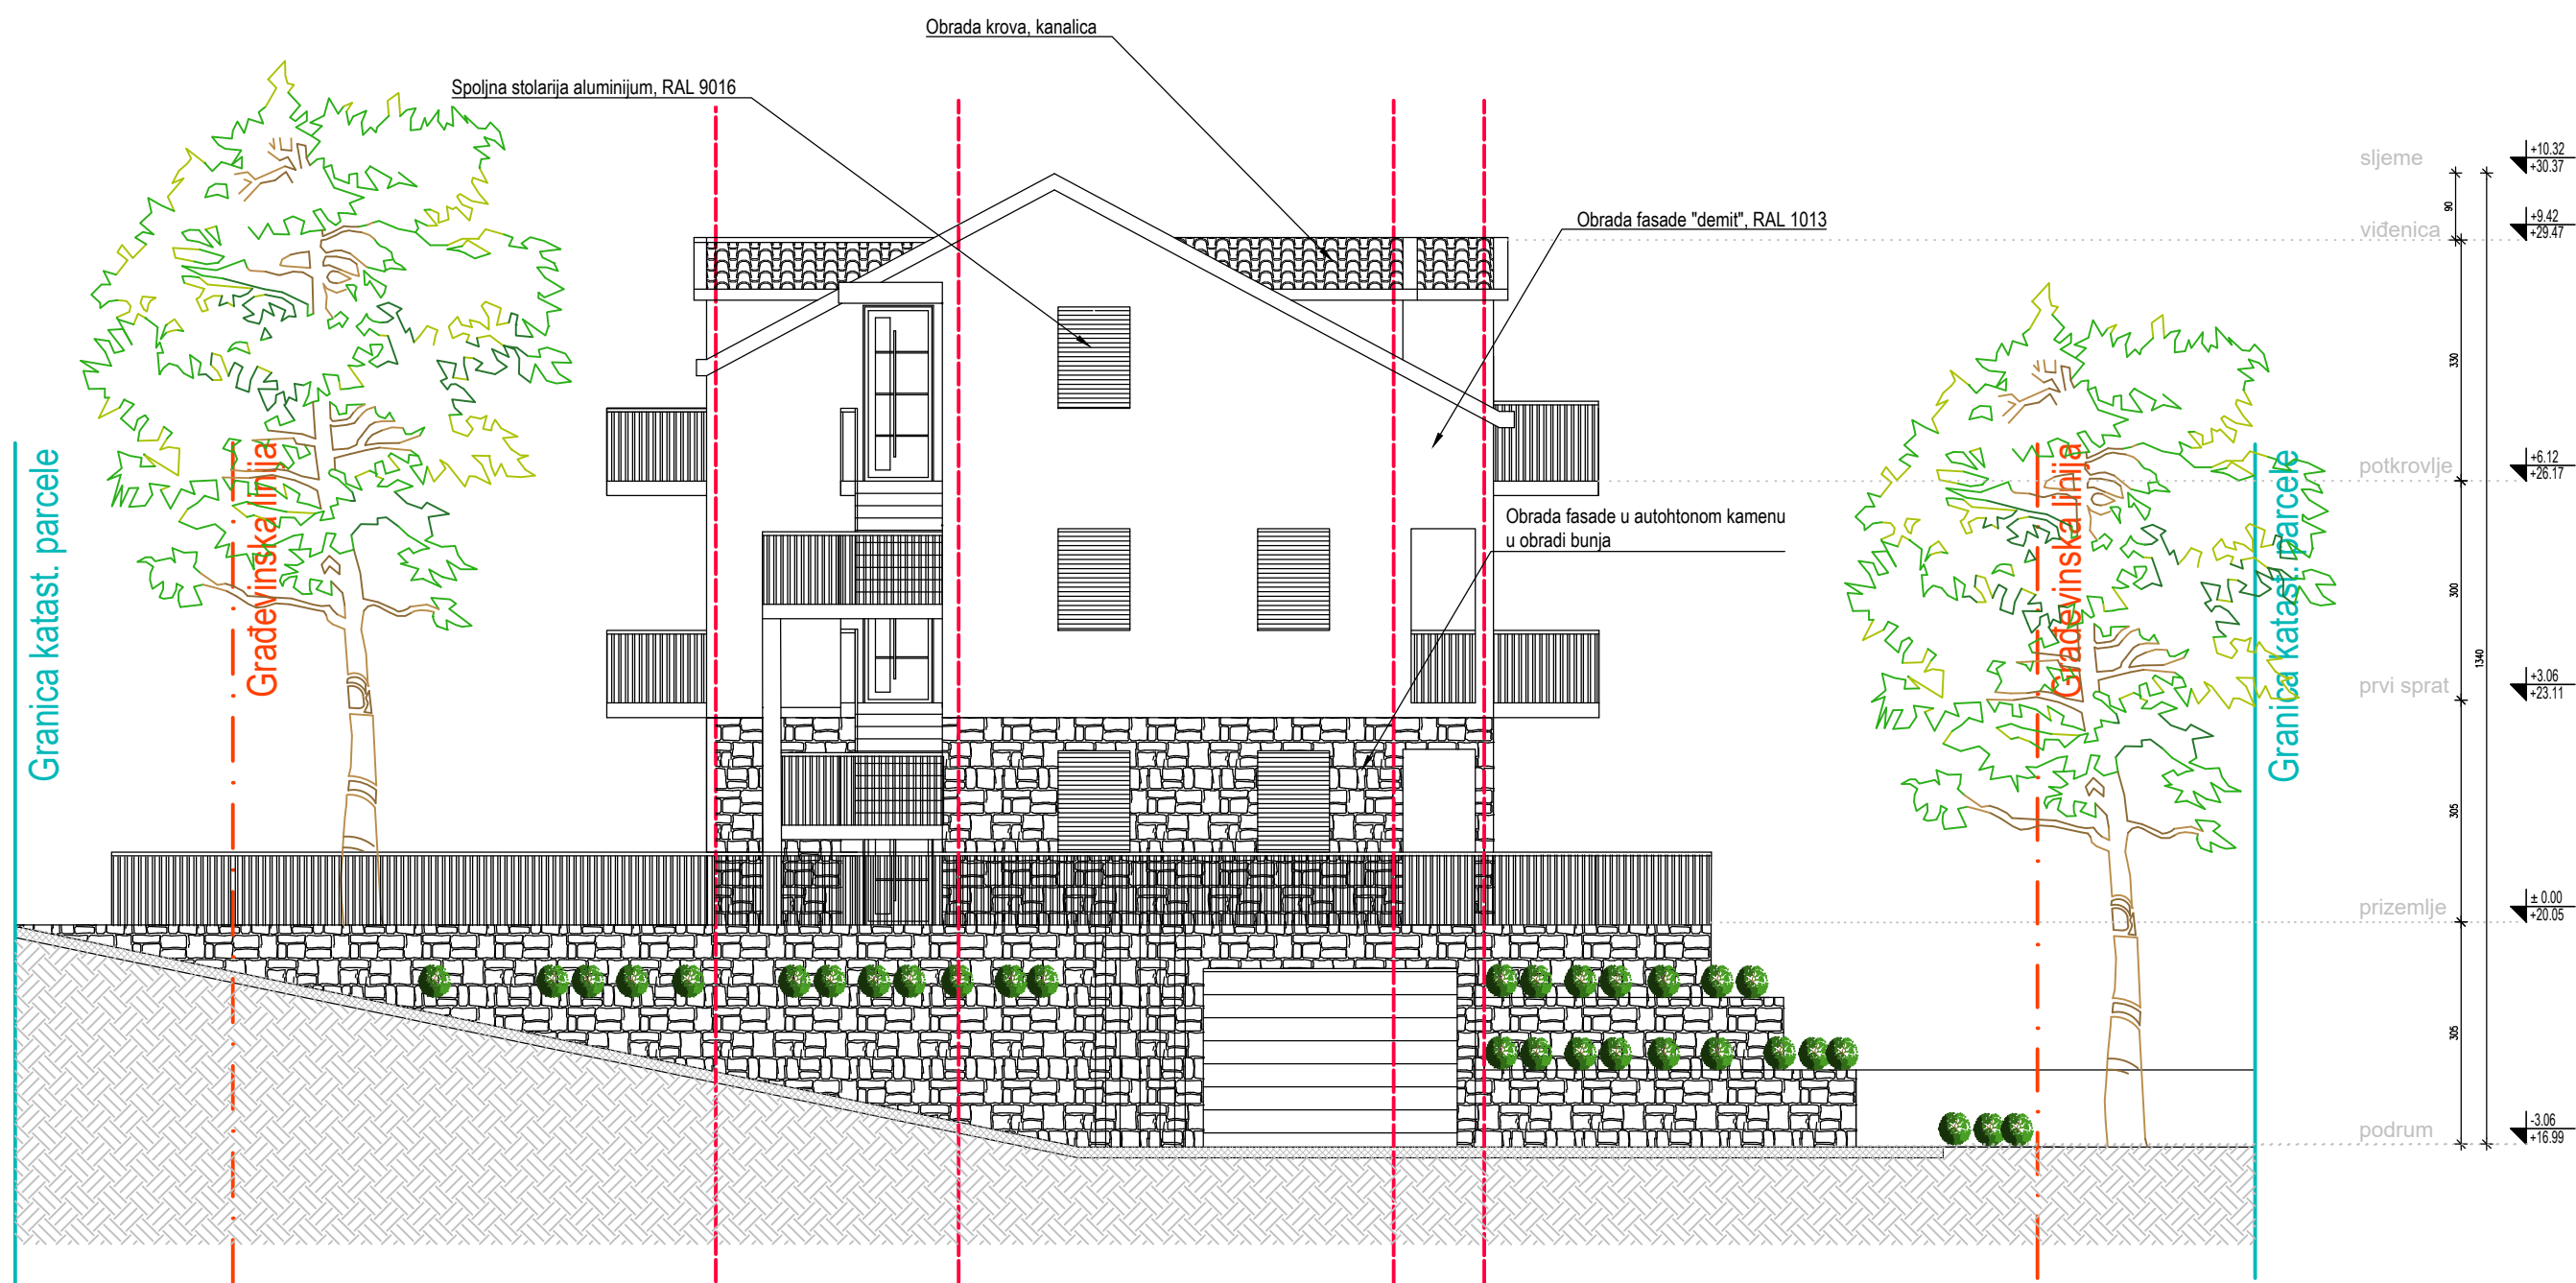 Obrada krova, kanalica
Spoljna stolarija aluminijum, RAL 9016
Obrada fasade "demit", RAL 1013
Obrada fasade u autohtonom kamenu
u obradi bunja
Granica katast. parcele
Građevinska linija
Građevinska linija
Granica katast. parcele
sljeme
+10.32
+30.37
90
viđenica
+9.42
+29.47
330
potkrovlje
+6.12
+26.17
300
1340
prvi sprat
+3.06
+23.11
305
prizemlje
± 0.00
+20.05
305
podrum
-3.06
+16.99